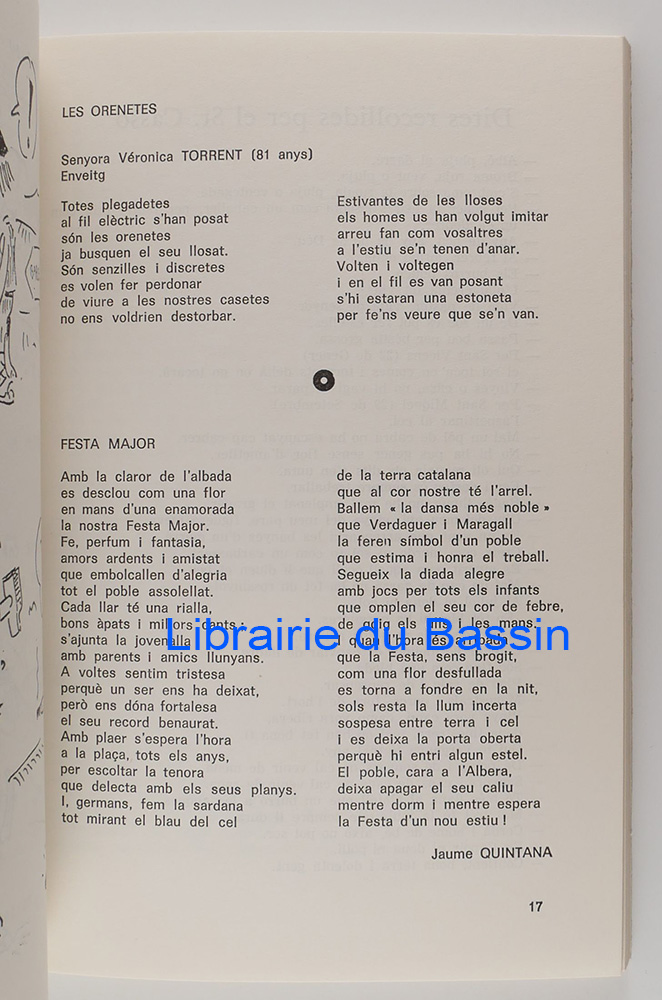 LES ORENETES
Senyora Véronica TORRENT (81 anys)
Enveitg
Totes plegadetes
al fil elèctric s'han posat
són les orenetes
ja busquen el seu llosat.
Són senzilles i discretes
es volen fer perdonar
de viure a les nostres casetes
no ens voldrien destorbar.
Estivantes de les lloses
els homes us han volgut imitar
arreu fan com vosaltres
a l'estiu se'n tenen d'anar.
Volten i voltegen
i en el fil es van posant
s'hi estaran una estoneta
per fe'ns veure que se'n van.
FESTA MAJOR
Amb la claror de l'albada
es desclou com una flor
en mans d'una enamorada
la nostra Festa Major.
Fe, perfum i fantasia,
amors ardents i amistat
que embolcallen d'alegria
tot el poble assolellat.
Cada llar té una rialla,
bons àpats i millors cants ;
s'ajunta la jovenalla
amb parents i amics llunyans.
A voltes sentim tristesa
perquè un ser ens ha deixat,
però ens dóna fortalesa
el seu record benaurat.
Amb plaer s'espera l'hora
a la plaça, tots els anys,
per escoltar la tenora
que delecta amb els seus planys.
I, germans, fem la sardana
tot mirant el blau del cel
de la terra catalana
que al cor nostre té l'arrel.
Ballem « la dansa més noble »
que Verdaguer i Maragall
la feren símbol d'un poble
que estima i honra el treball.
Segueix la diada alegre
amb jocs per tots els infants
que omplen el seu cor de febre,
de goig els ulls i les mans.
I quan l'hora és arribada
que la Festa, sens brogit,
com una flor desfullada
es torna a fondre en la nit,
sols resta la llum incerta
sospesa entre terra i cel
i es deixa la porta oberta
perquè hi entri algun estel.
El poble, cara a l'Albera,
deixa apagar el seu caliu
mentre dorm i mentre espera
la Festa d'un nou estiu !
Jaume QUINTANA
17
Librairie du Bassin